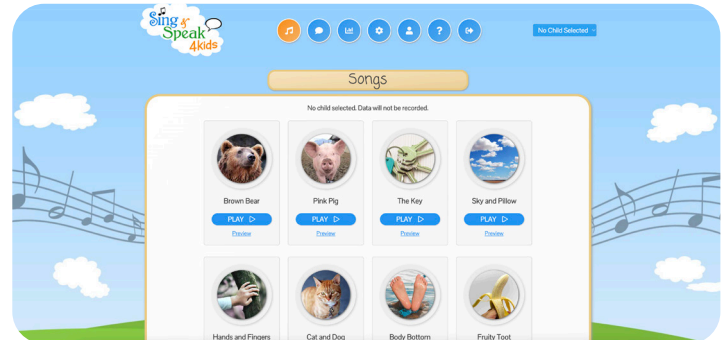 Sing &
Speak
4kids
?
No Child Selected
Songs
No child selected. Data will not be recorded.
Brown Bear
Pink Pig
The Key
Sky and Pillow
PLAY
PLAY
PLAY
PLAY
Preview
Preview
Preview
Preview
Hands and Fingers
Cat and Dog
Body Bottom
Fruity Toot